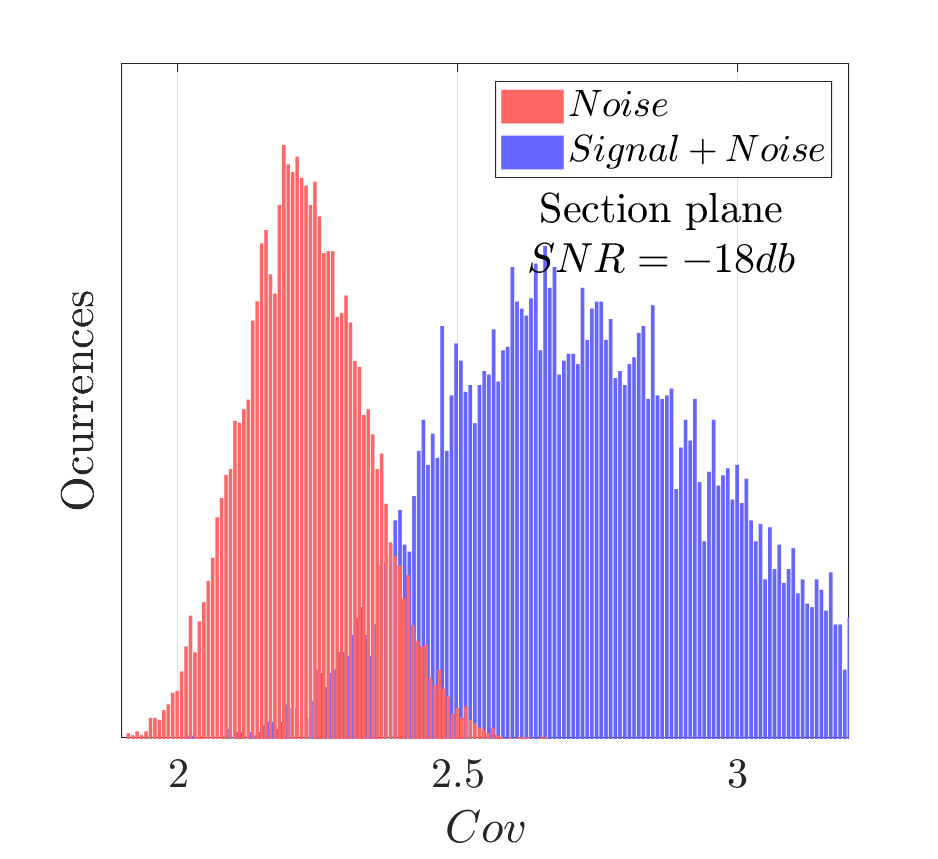 Noise
Signal + Noise
Section plane
SNR = −18db
Ocurrences
2
2.5
3
Cov